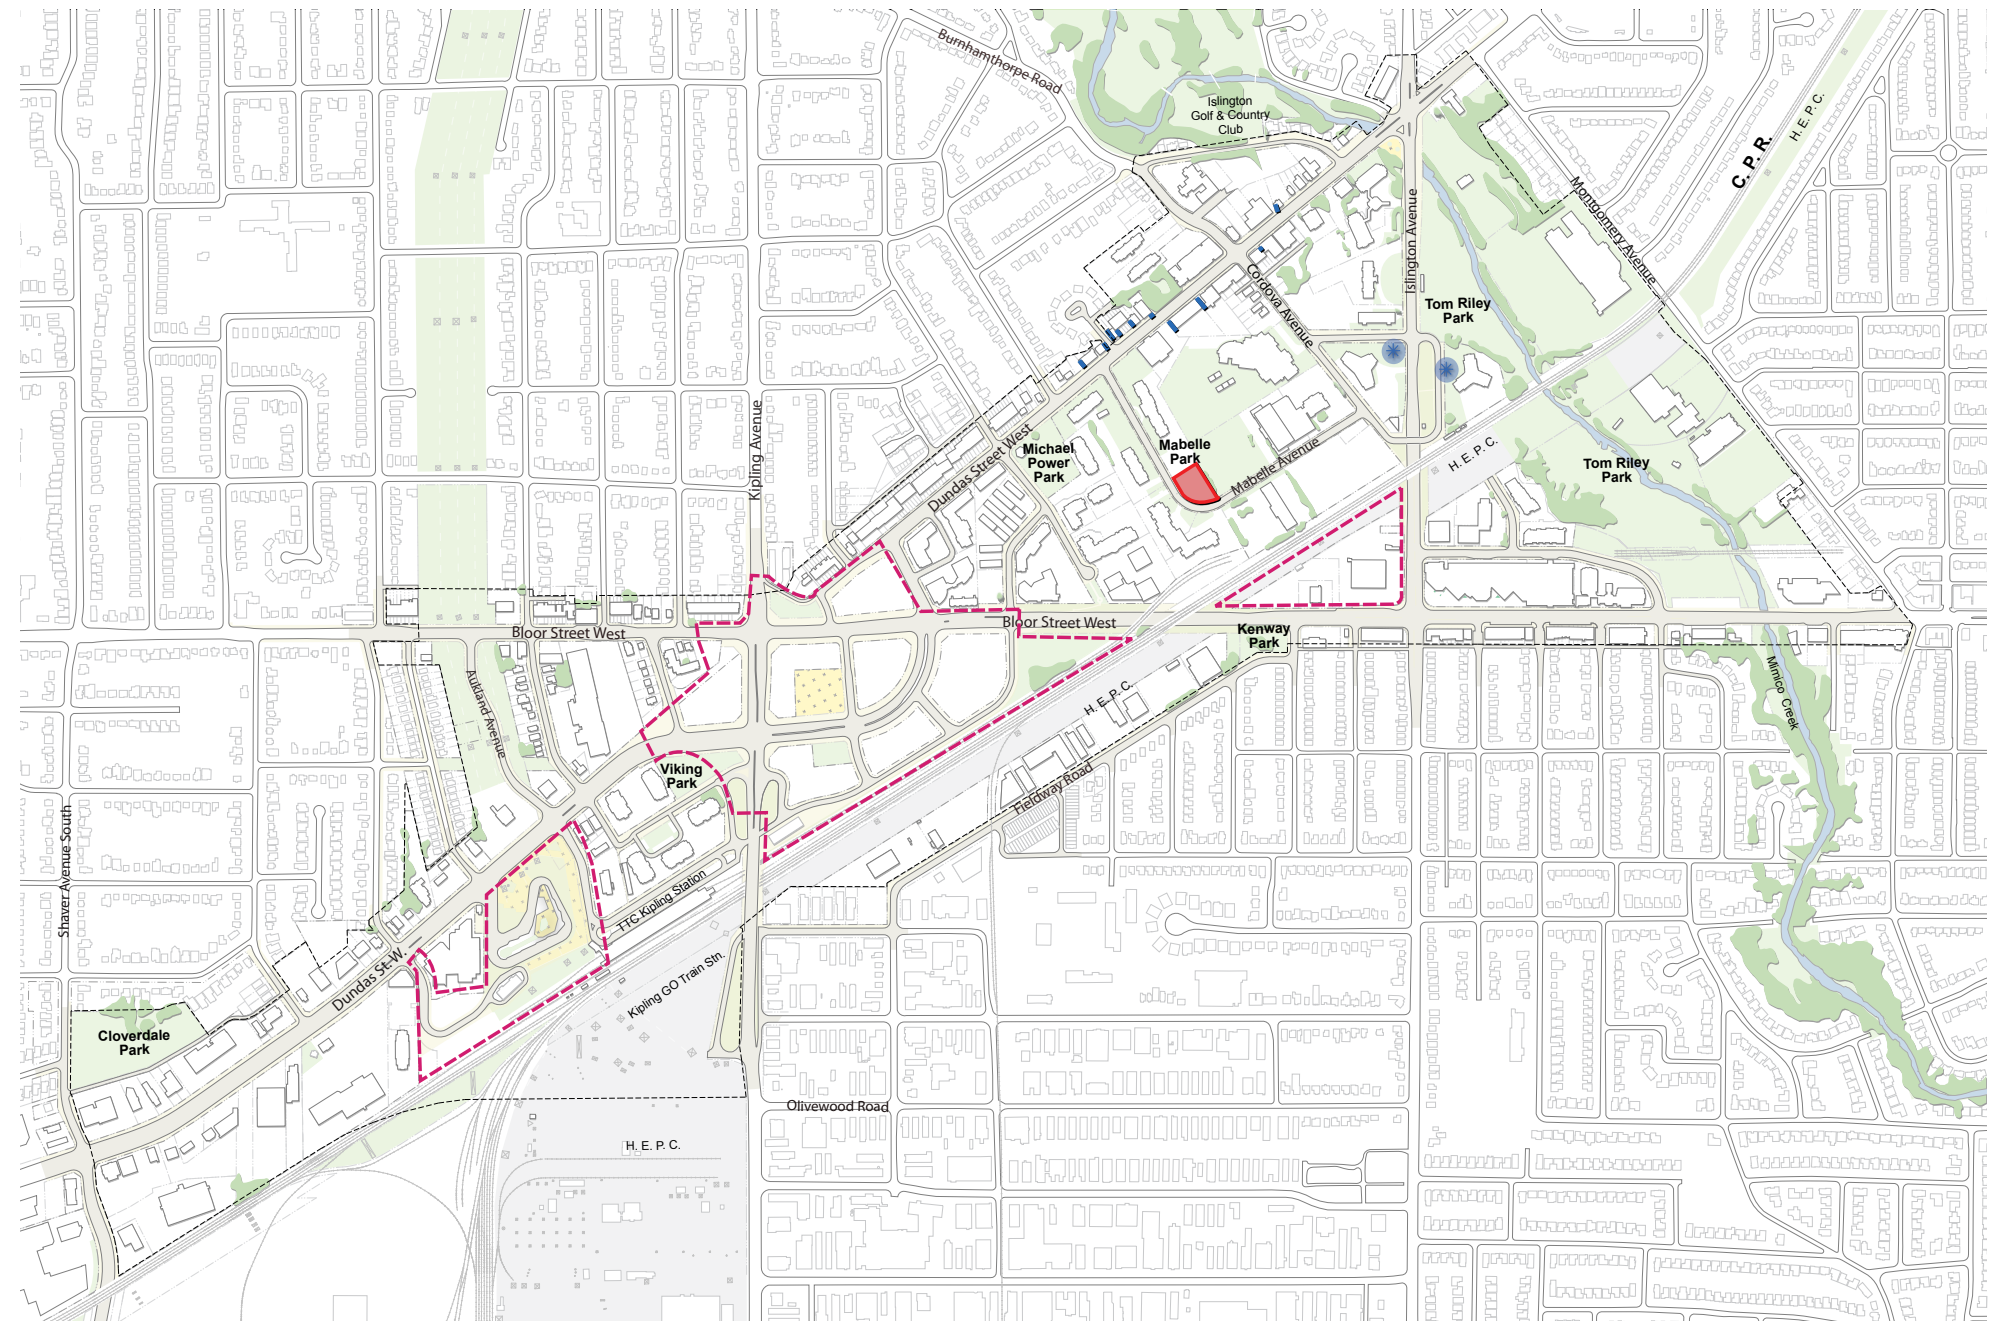 Burnhamthorpe Road
Islington
Golf & Country
Club
C. P. R.
H. E. P. C.
Montgomery Avenue
Islington Avenue
Cordova Avenue
Tom Riley
Park
Kipling Avenue
Dundas Street West
Michael
Power
Park
Mabelle
Park
Mabelle Avenue
H. E. P. C.
Tom Riley
Park
Bloor Street West
Bloor Street West
Kenway
Park
Aukland Avenue
H. E. P. C.
Mimico Creek
Viking
Park
Fieldway Road
Shaver Avenue South
TTC Kipling Station
Dundas St. W.
Kipling GO Train Stn.
Cloverdale
Park
Olivewood Road
H. E. P. C.